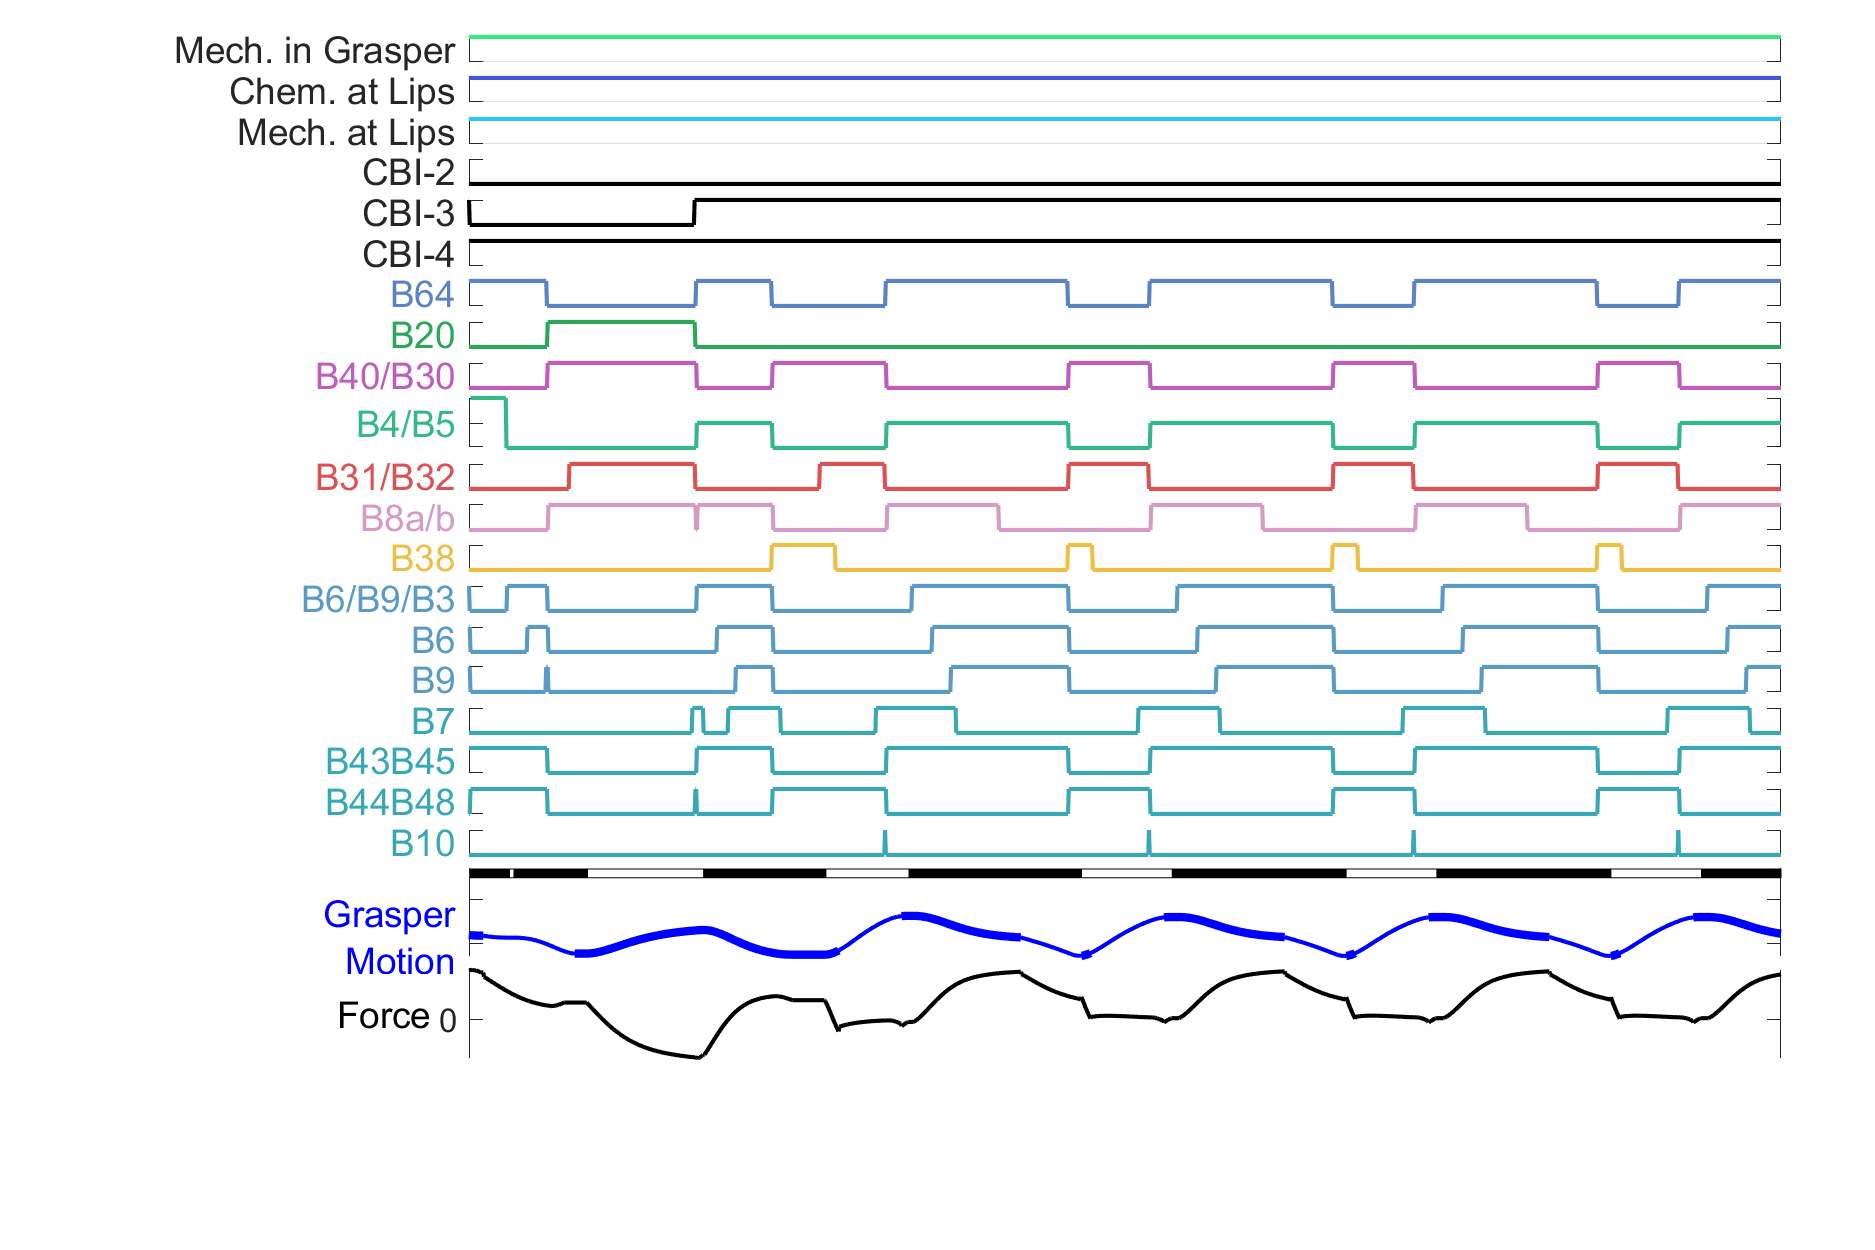 Mech. in Grasper
Chem. at Lips
Mech. at Lips
CBI-2
CBI-3
CBI-4
B64
B20
B40/B30
B4/B5
B31/B32
B8a/b
B38
B6/B9/B3
B6
B9
B7
B43B45
B44B48
B10
Grasper
Motion
Force 0